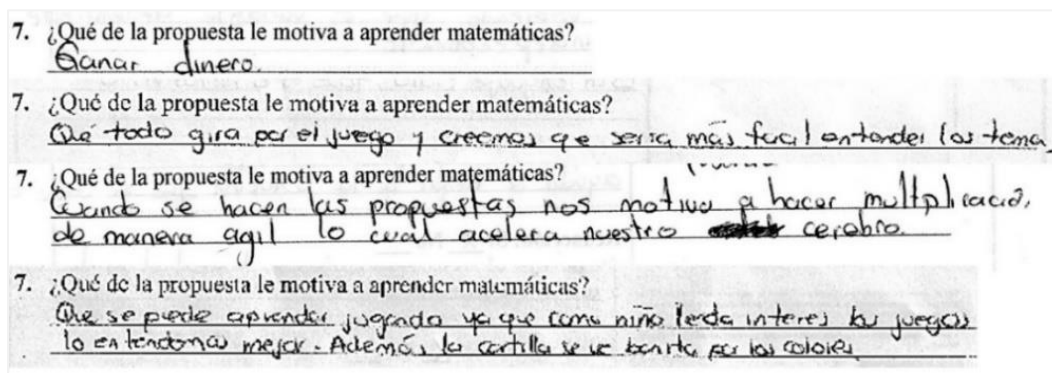 7. ¿Qué de la propuesta le motiva a aprender matemáticas?
Ganar dinero.
7. ¿Qué de la propuesta le motiva a aprender matemáticas?
Que todo gira por el juego y creemos qe seria más facil entender los tema
7. ¿Qué de la propuesta le motiva a aprender matemáticas?
Cuando se hacen las propuestas nos motiva a hacer multplicació,
de manera agil lo cual acelera nuestro cerebro.
7. ¿Qué de la propuesta le motiva a aprender matemáticas?
Que se puede aprender jugando ya que como niño le da interes los juegos
lo entendemos mejor. Además la cartilla se ve bonita por los colores